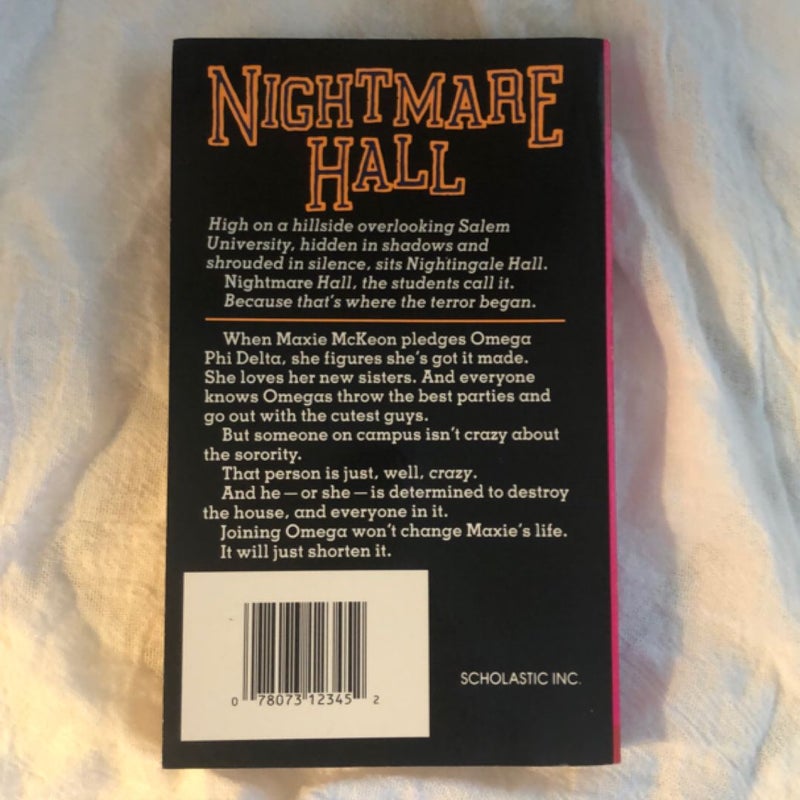 NIGHTMARE
HALL
High on a hillside overlooking Salem
University, hidden in shadows and
shrouded in silence, sits Nightingale Hall.
Nightmare Hall, the students call it.
Because that's where the terror began.
When Maxie McKeon pledges Omega
Phi Delta, she figures she's got it made.
She loves her new sisters. And everyone
knows Omegas throw the best parties and
go out with the cutest guys.
But someone on campus isn't crazy about
the sorority.
That person is just, well, crazy.
And he — or she — is determined to destroy
the house, and everyone in it.
Joining Omega won't change Maxie's life.
It will just shorten it.
SCHOLASTIC INC.
0 78073 12345 2